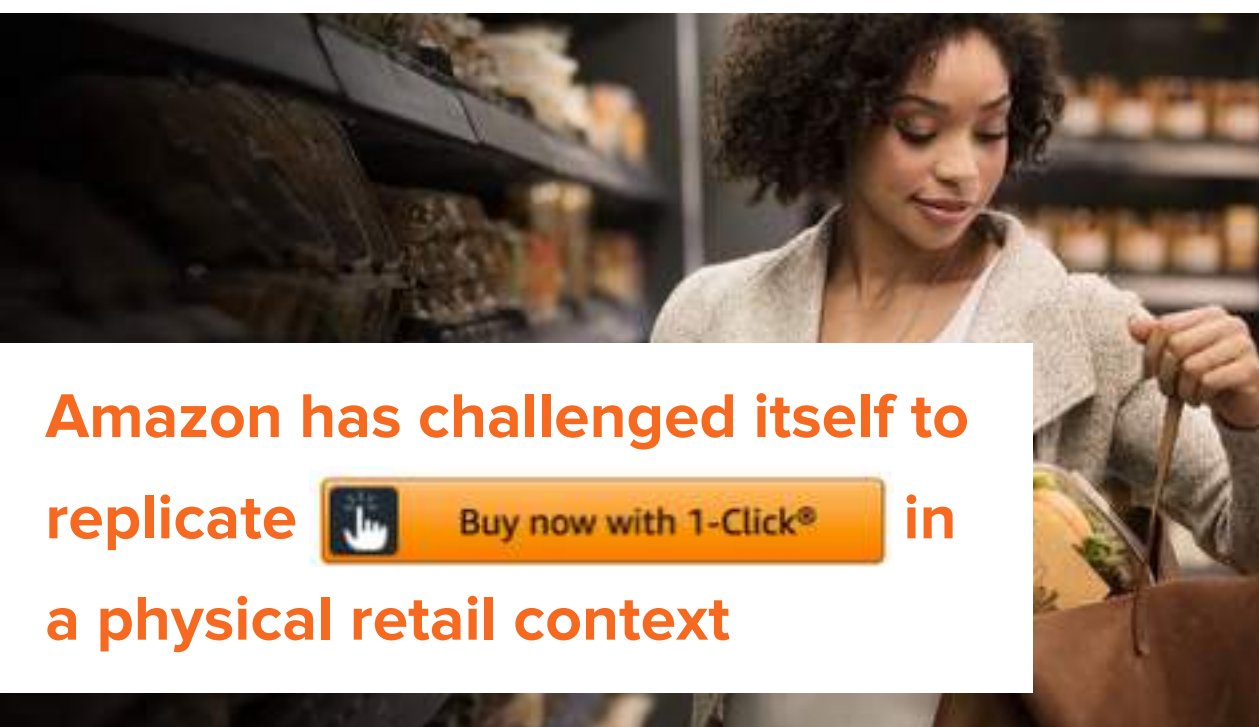 Amazon has challenged itself to
replicate Buy now with 1-Click® in
a physical retail context